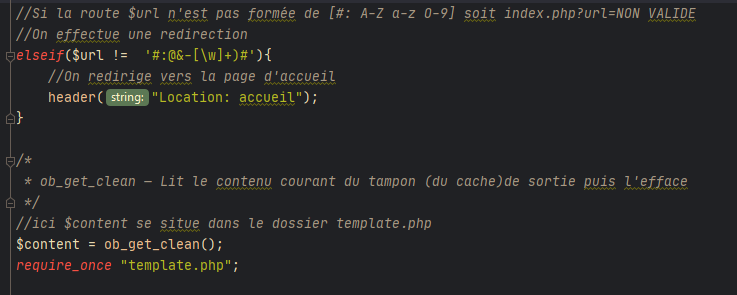 //Si la route $url n'est pas formée de [#: A-Z a-z 0-9] soit index.php?url=NON VALIDE
//On effectue une redirection
elseif($url !=  '#:@&-[\w]+)#'){
//On redirige vers la page d'accueil
header( string: "Location: accueil");
}
/*
* ob_get_clean — Lit le contenu courant du tampon (du cache)de sortie puis l'efface
*/
//ici $content se situe dans le dossier template.php
$content = ob_get_clean();
require_once "template.php";